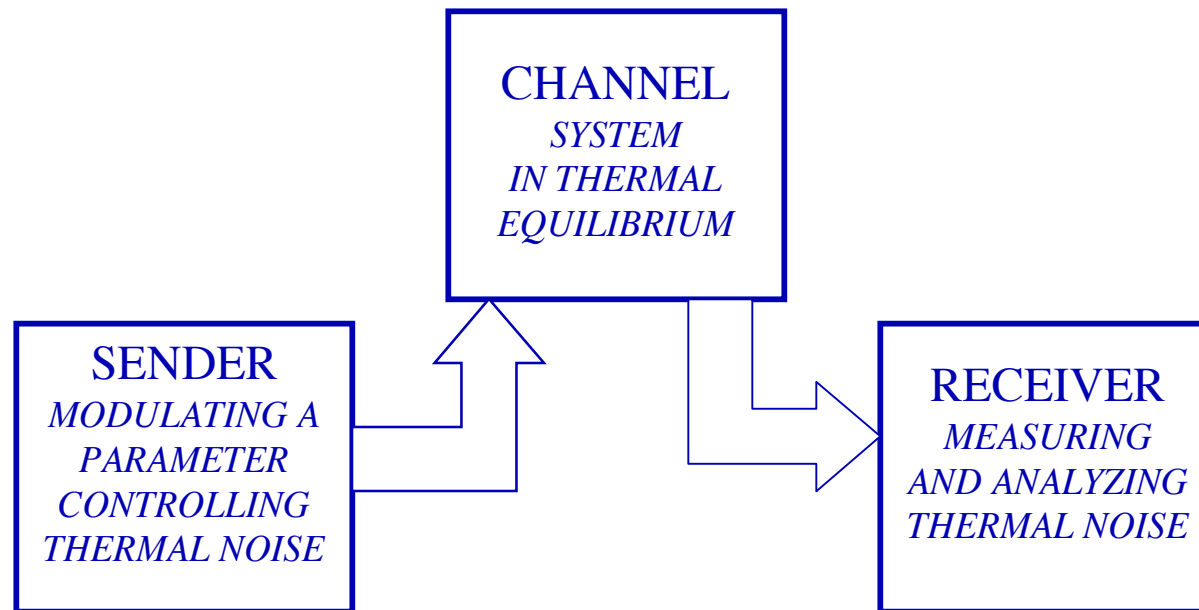 CHANNEL
SYSTEM
IN THERMAL
EQUILIBRIUM
SENDER
MODULATING A
PARAMETER
CONTROLLING
THERMAL NOISE
RECEIVER
MEASURING
AND ANALYZING
THERMAL NOISE